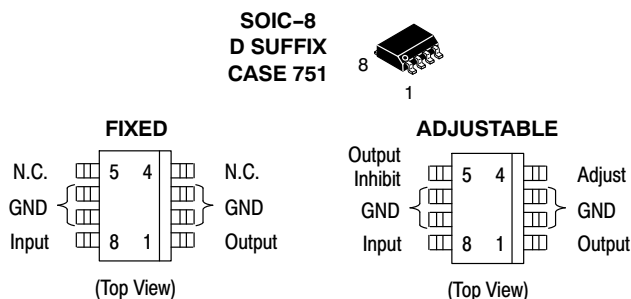 SOIC−8
D SUFFIX
CASE 751
8
1
FIXED
N.C. 5 4 N.C.
GND GND
Input 8 1 Output
(Top View)
ADJUSTABLE
Output
Inhibit 5 4 Adjust
GND GND
Input 8 1 Output
(Top View)